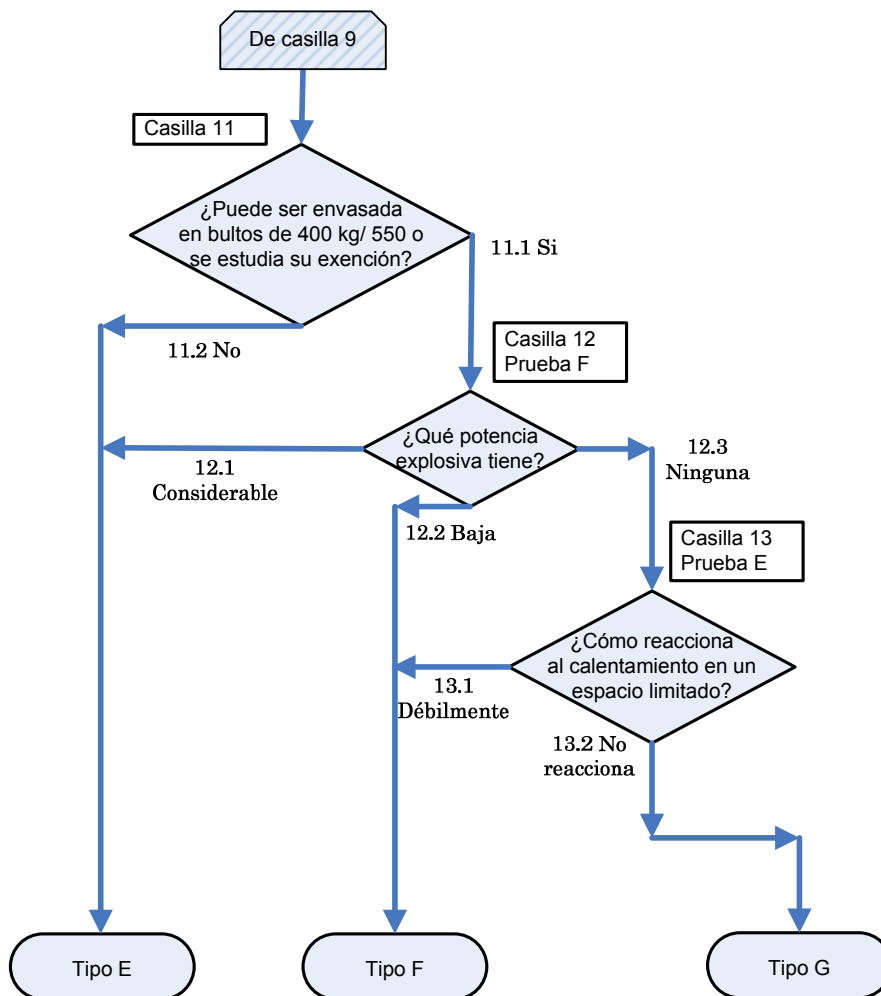 De casilla 9
Casilla 11
¿Puede ser envasada
en bultos de 400 kg/ 550 o
se estudia su exención?
11.1 Si
11.2 No
Casilla 12
Prueba F
¿Qué potencia
explosiva tiene?
12.1
Considerable
12.2 Baja
12.3
Ninguna
Casilla 13
Prueba E
¿Cómo reacciona
al calentamiento en un
espacio limitado?
13.1
Débilmente
13.2 No
reacciona
Tipo E
Tipo F
Tipo G